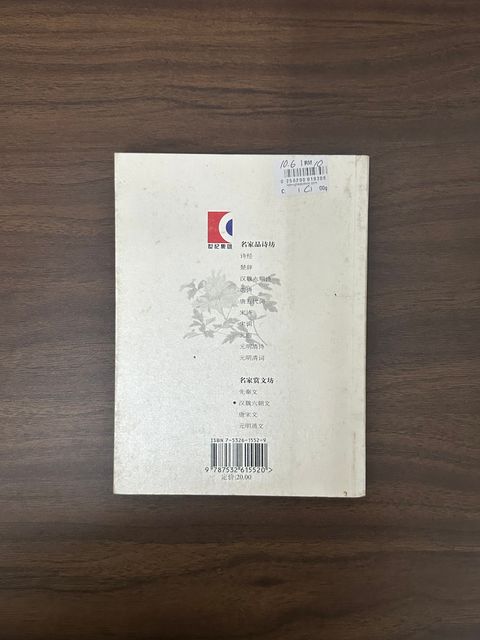 世纪集团
名家品诗坊
诗经
楚辞
汉魏六朝诗
唐诗
唐五代词
宋诗
宋词
元曲
元明清诗
元明清词
名家赏文坊
先秦文
• 汉魏六朝文
唐宋文
元明清文
ISBN 7-5326-1552-9
9 787532 615520 >
定价:20.00